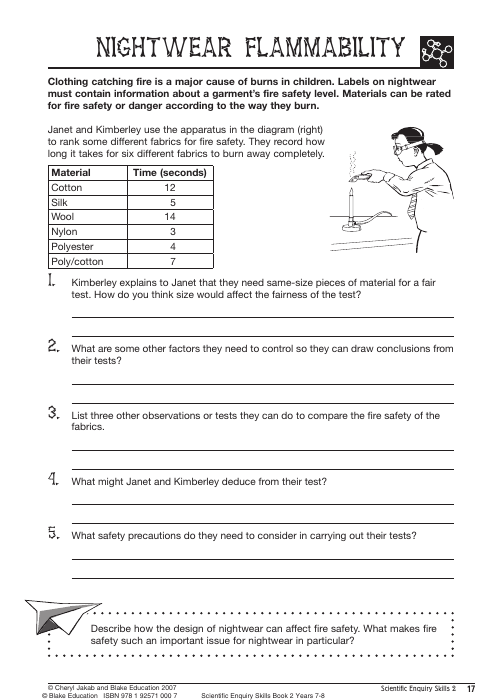 NIGHTWEAR FLAMMABILITY
Clothing catching fire is a major cause of burns in children. Labels on nightwear
must contain information about a garment's fire safety level. Materials can be rated
for fire safety or danger according to the way they burn.
Janet and Kimberley use the apparatus in the diagram (right)
to rank some different fabrics for fire safety. They record how
long it takes for six different fabrics to burn away completely.
Material Time (seconds)
Cotton 12
Silk 5
Wool 14
Nylon 3
Polyester 4
Poly/cotton 7
1. Kimberley explains to Janet that they need same-size pieces of material for a fair
test. How do you think size would affect the fairness of the test?
2. What are some other factors they need to control so they can draw conclusions from
their tests?
3. List three other observations or tests they can do to compare the fire safety of the
fabrics.
4. What might Janet and Kimberley deduce from their test?
5. What safety precautions do they need to consider in carrying out their tests?
Describe how the design of nightwear can affect fire safety. What makes fire
safety such an important issue for nightwear in particular?
© Cheryl Jakab and Blake Education 2007
Scientific Enquiry Skills 2 17
© Blake Education ISBN 978 1 92571 000 7 Scientific Enquiry Skills Book 2 Years 7-8